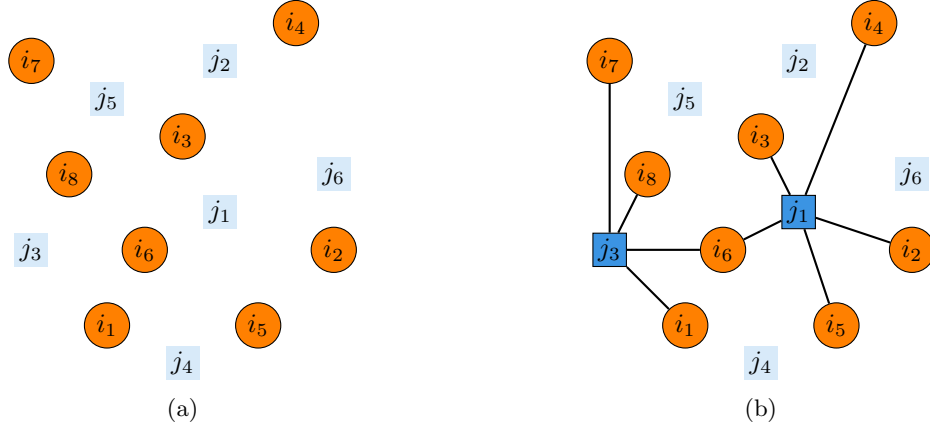 i₄ i₄
i₇ j₂ i₇ j₂
j₅ j₅
i₃ i₃
i₈ j₆ i₈ j₆
j₁ j₁
j₃ i₆ i₂ j₃ i₆ i₂
i₁ i₅ i₁ i₅
j₄ j₄
(a) (b)